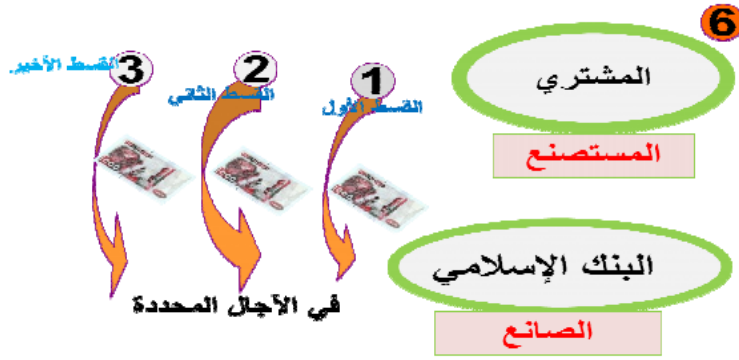 6
المشتري
المستصنع
1
القسط الأول
2
القسط الثاني
3
القسط الأخير.
البنك الإسلامي
الصانع
في الآجال المحددة